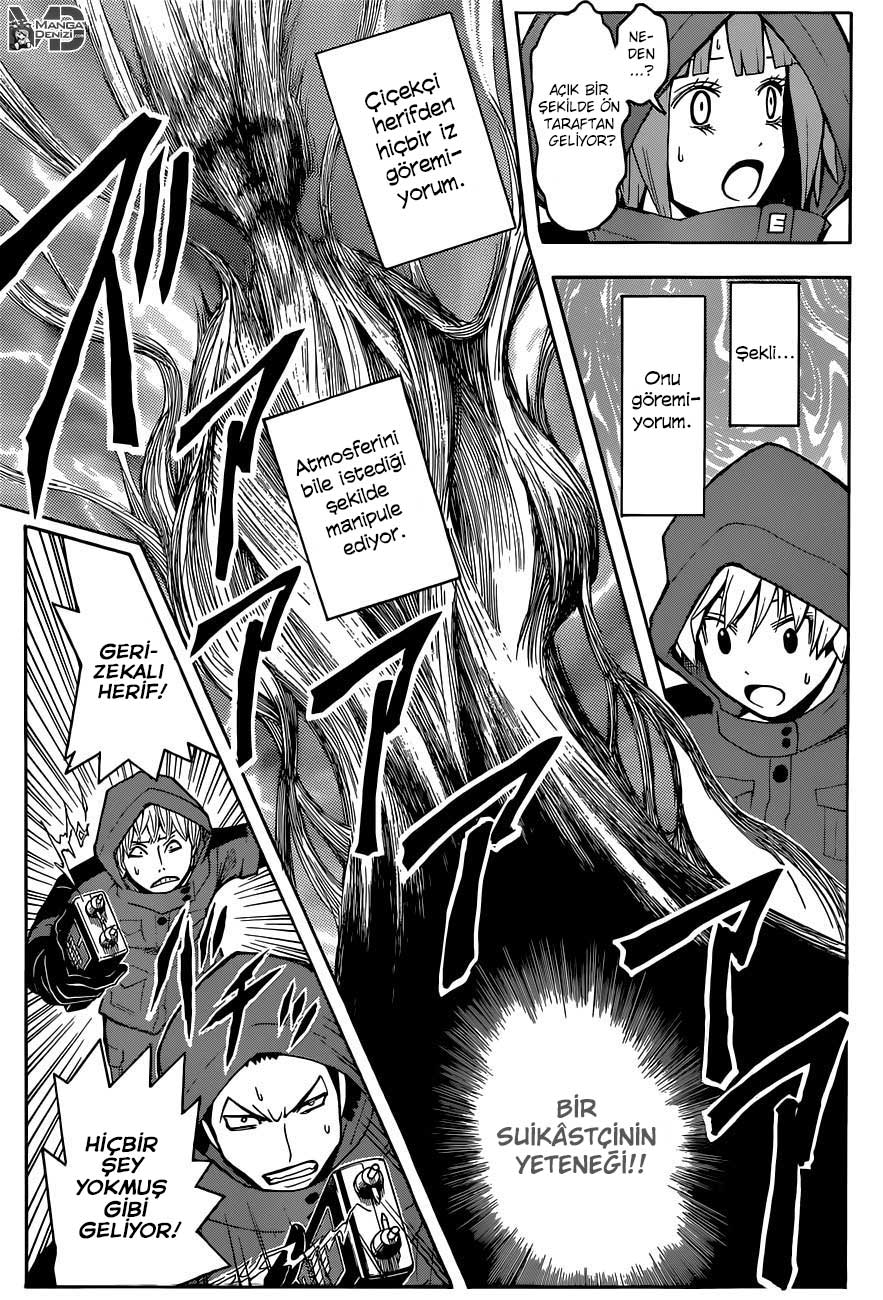 MANGA
DENİZİ
.com
NE-
DEN
...?
AÇIK BİR
ŞEKİLDE ÖN
TARAFTAN
GELİYOR?
Şekli...
Onu
göremi-
yorum.
Çiçekçi
herifden
hiçbir iz
göremi-
yorum.
Atmosferini
bile istediği
şekilde
manipule
ediyor.
GERİ-
ZEKALI
HERİF!
HİÇBİR
ŞEY
YOKMUŞ
GİBİ
GELİYOR!
BİR
SUİKÂSTÇİNİN
YETENEĞİ!!